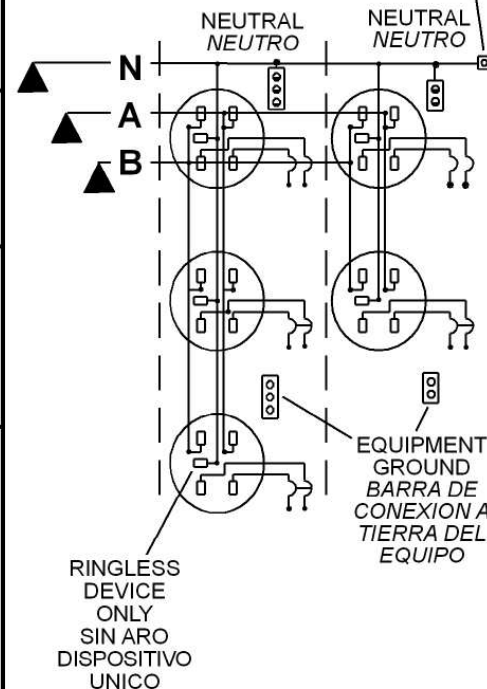 NEUTRAL
NEUTRO
NEUTRAL
NEUTRO
N
A
B
EQUIPMENT
GROUND
BARRA DE
CONEXION A
TIERRA DEL
EQUIPO
RINGLESS
DEVICE
ONLY
SIN ARO
DISPOSITIVO
UNICO